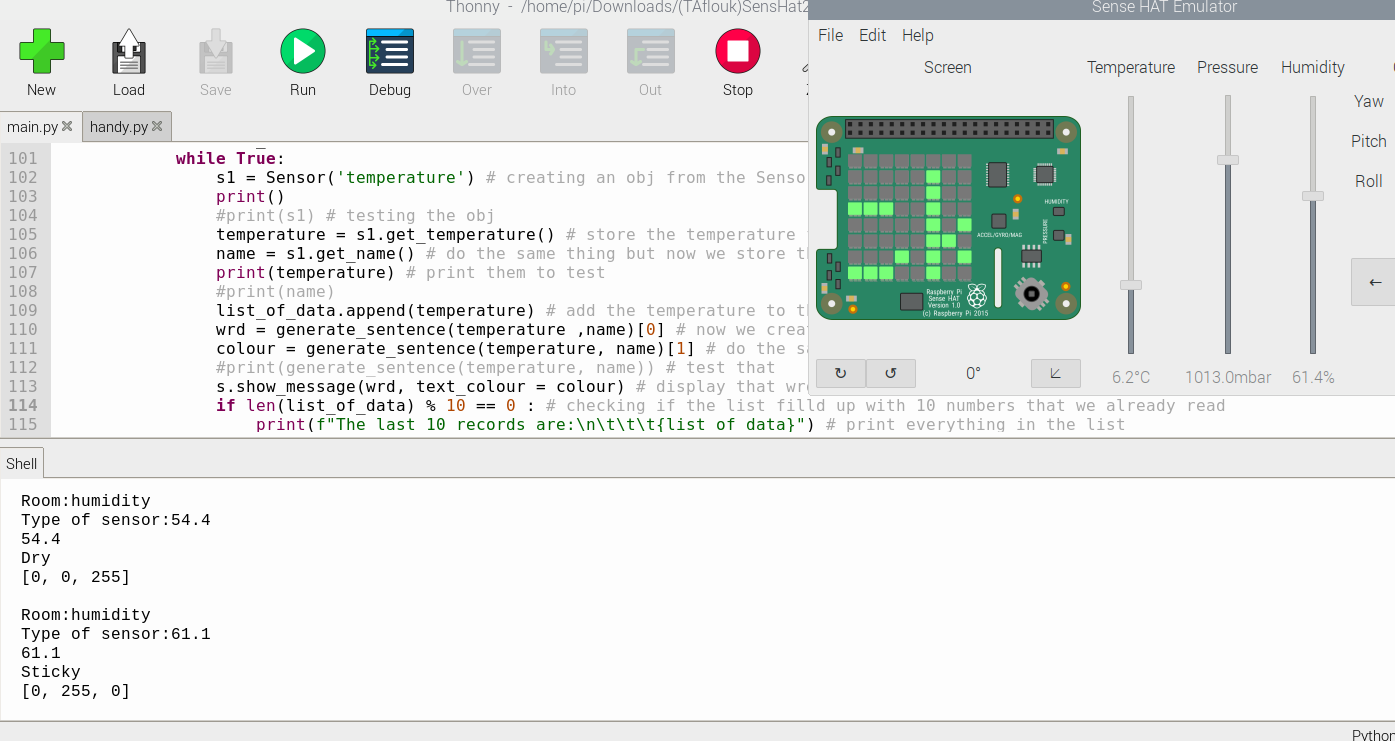 Thonny - /home/pi/Downloads/(TAflouk)SensHat2
Sense HAT Emulator
New
Load
Save
Run
Debug
Over
Into
Out
Stop
File
Edit
Help
Screen
Temperature
Pressure
Humidity
Yaw
Pitch
Roll
main.py
handy.py
101 while True:
102 s1 = Sensor('temperature') # creating an obj from the Senso
103 print()
104 #print(s1) # testing the obj
105 temperature = s1.get_temperature() # store the temperature
106 name = s1.get_name() # do the same thing but now we store th
107 print(temperature) # print them to test
108 #print(name)
109 list_of_data.append(temperature) # add the temperature to th
110 wrd = generate_sentence(temperature ,name)[0] # now we crea
111 colour = generate_sentence(temperature, name)[1] # do the sa
112 #print(generate_sentence(temperature, name)) # test that
113 s.show_message(wrd, text_colour = colour) # display that wr
114 if len(list_of_data) % 10 == 0 : # checking if the list filld up with 10 numbers that we already read
115 print(f"The last 10 records are:\n\t\t\t{list_of_data}") # print everything in the list
HUMIDITY
PRESSURE
ACCEL/GYRO/MAG
Raspberry Pi
Sense HAT
Version 1.0
(c) Raspberry Pi 2015
↻
↺
0°
←
6.2°C
1013.0mbar
61.4%
Shell
Room:humidity
Type of sensor:54.4
54.4
Dry
[0, 0, 255]
Room:humidity
Type of sensor:61.1
61.1
Sticky
[0, 255, 0]
Python